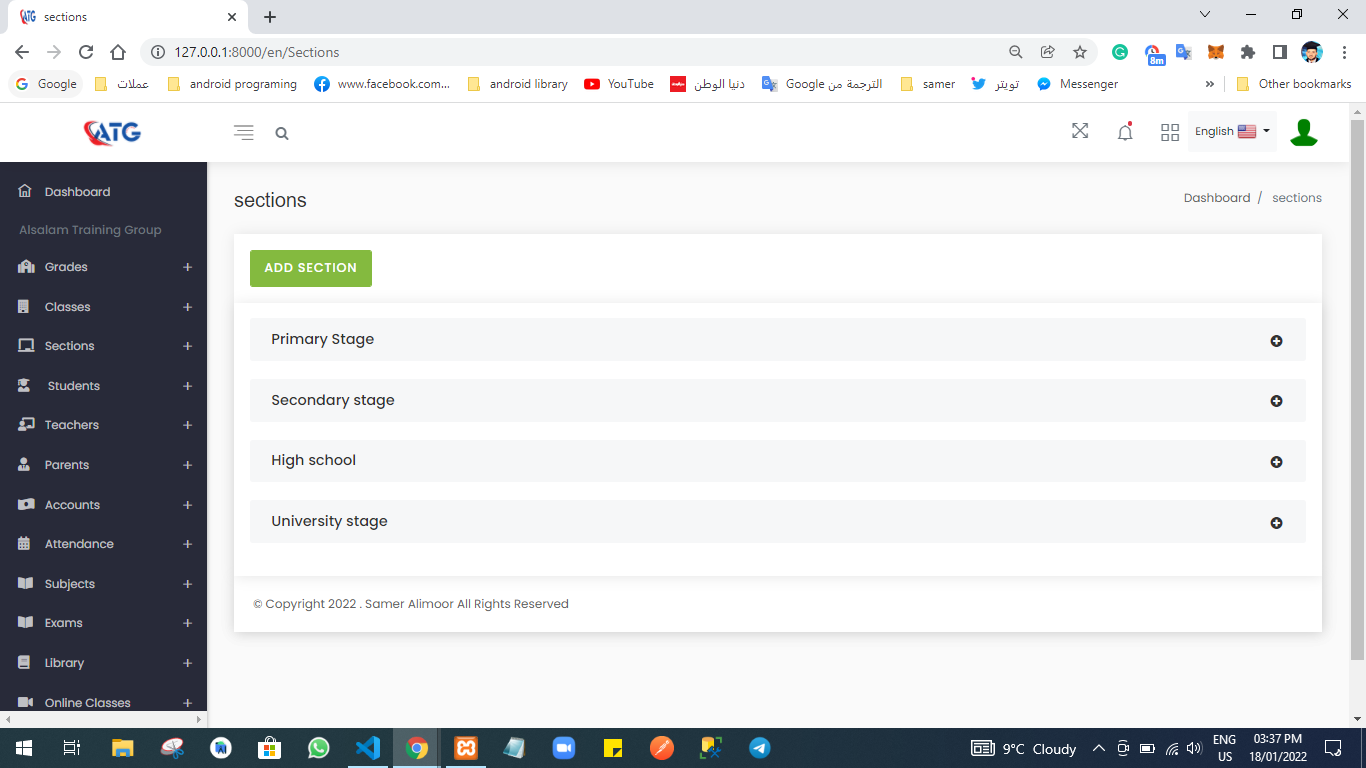 sections
127.0.0.1:8000/en/Sections
8m
Google
عملات
android programing
www.facebook.com...
android library
YouTube
دنيا الوطن
الترجمة من Google
samer
تويتر
Messenger
»
Other bookmarks
ATG
English
Dashboard
Alsalam Training Group
Grades
Classes
Sections
Students
Teachers
Parents
Accounts
Attendance
Subjects
Exams
Library
Online Classes
sections
Dashboard / sections
ADD SECTION
Primary Stage
Secondary stage
High school
University stage
© Copyright 2022 . Samer Alimoor All Rights Reserved
9°C Cloudy
ENG
US
03:37 PM
18/01/2022